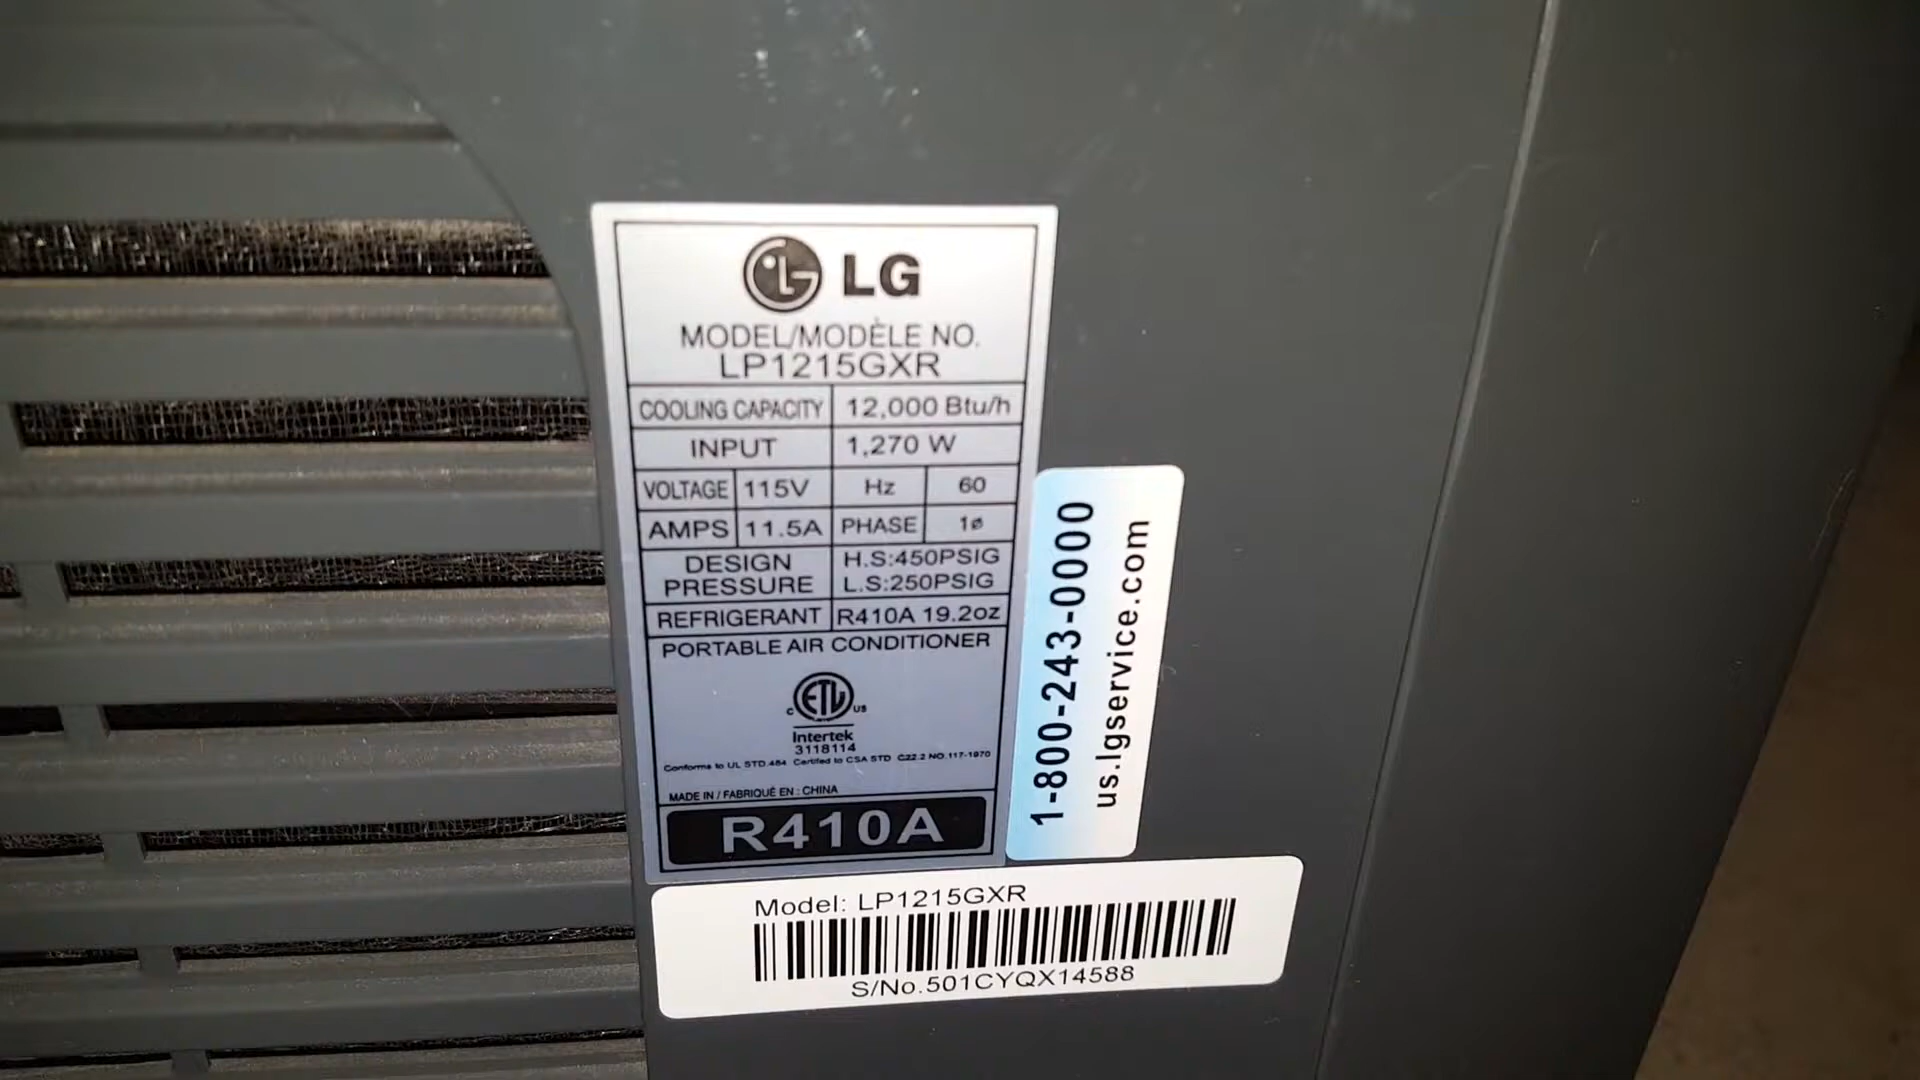 LG
MODEL/MODÈLE NO.
LP1215GXR
COOLING CAPACITY 12,000 Btu/h
INPUT 1,270 W
VOLTAGE 115V Hz 60
AMPS 11.5A PHASE 1ø
DESIGN PRESSURE H.S:450PSIG
L.S:250PSIG
REFRIGERANT R410A 19.2oz
PORTABLE AIR CONDITIONER
C ETL US
Intertek
3118114
Conforms to UL STD.484 Certified to CSA STD C22.2 NO.117-1970
MADE IN / FABRIQUÉ EN : CHINA
R410A
1-800-243-0000
us.lgservice.com
Model: LP1215GXR
S/No.501CYQX14588